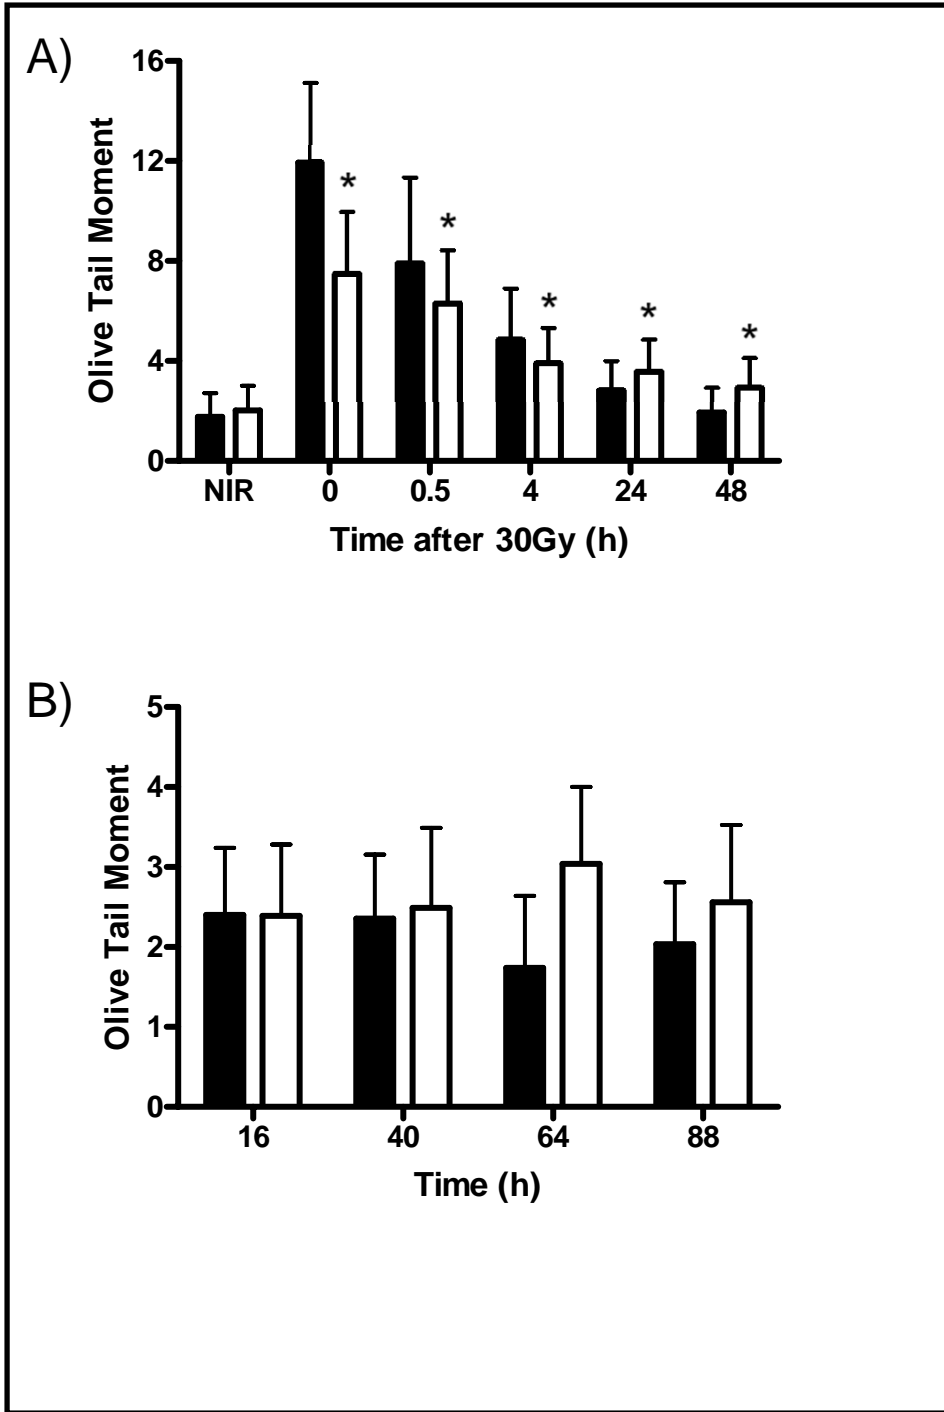 A)
Olive Tail Moment
16
12
8
4
0
* * * * *
NIR 0 0.5 4 24 48
Time after 30Gy (h)
B)
Olive Tail Moment
5
4
3
2
1
0
16 40 64 88
Time (h)